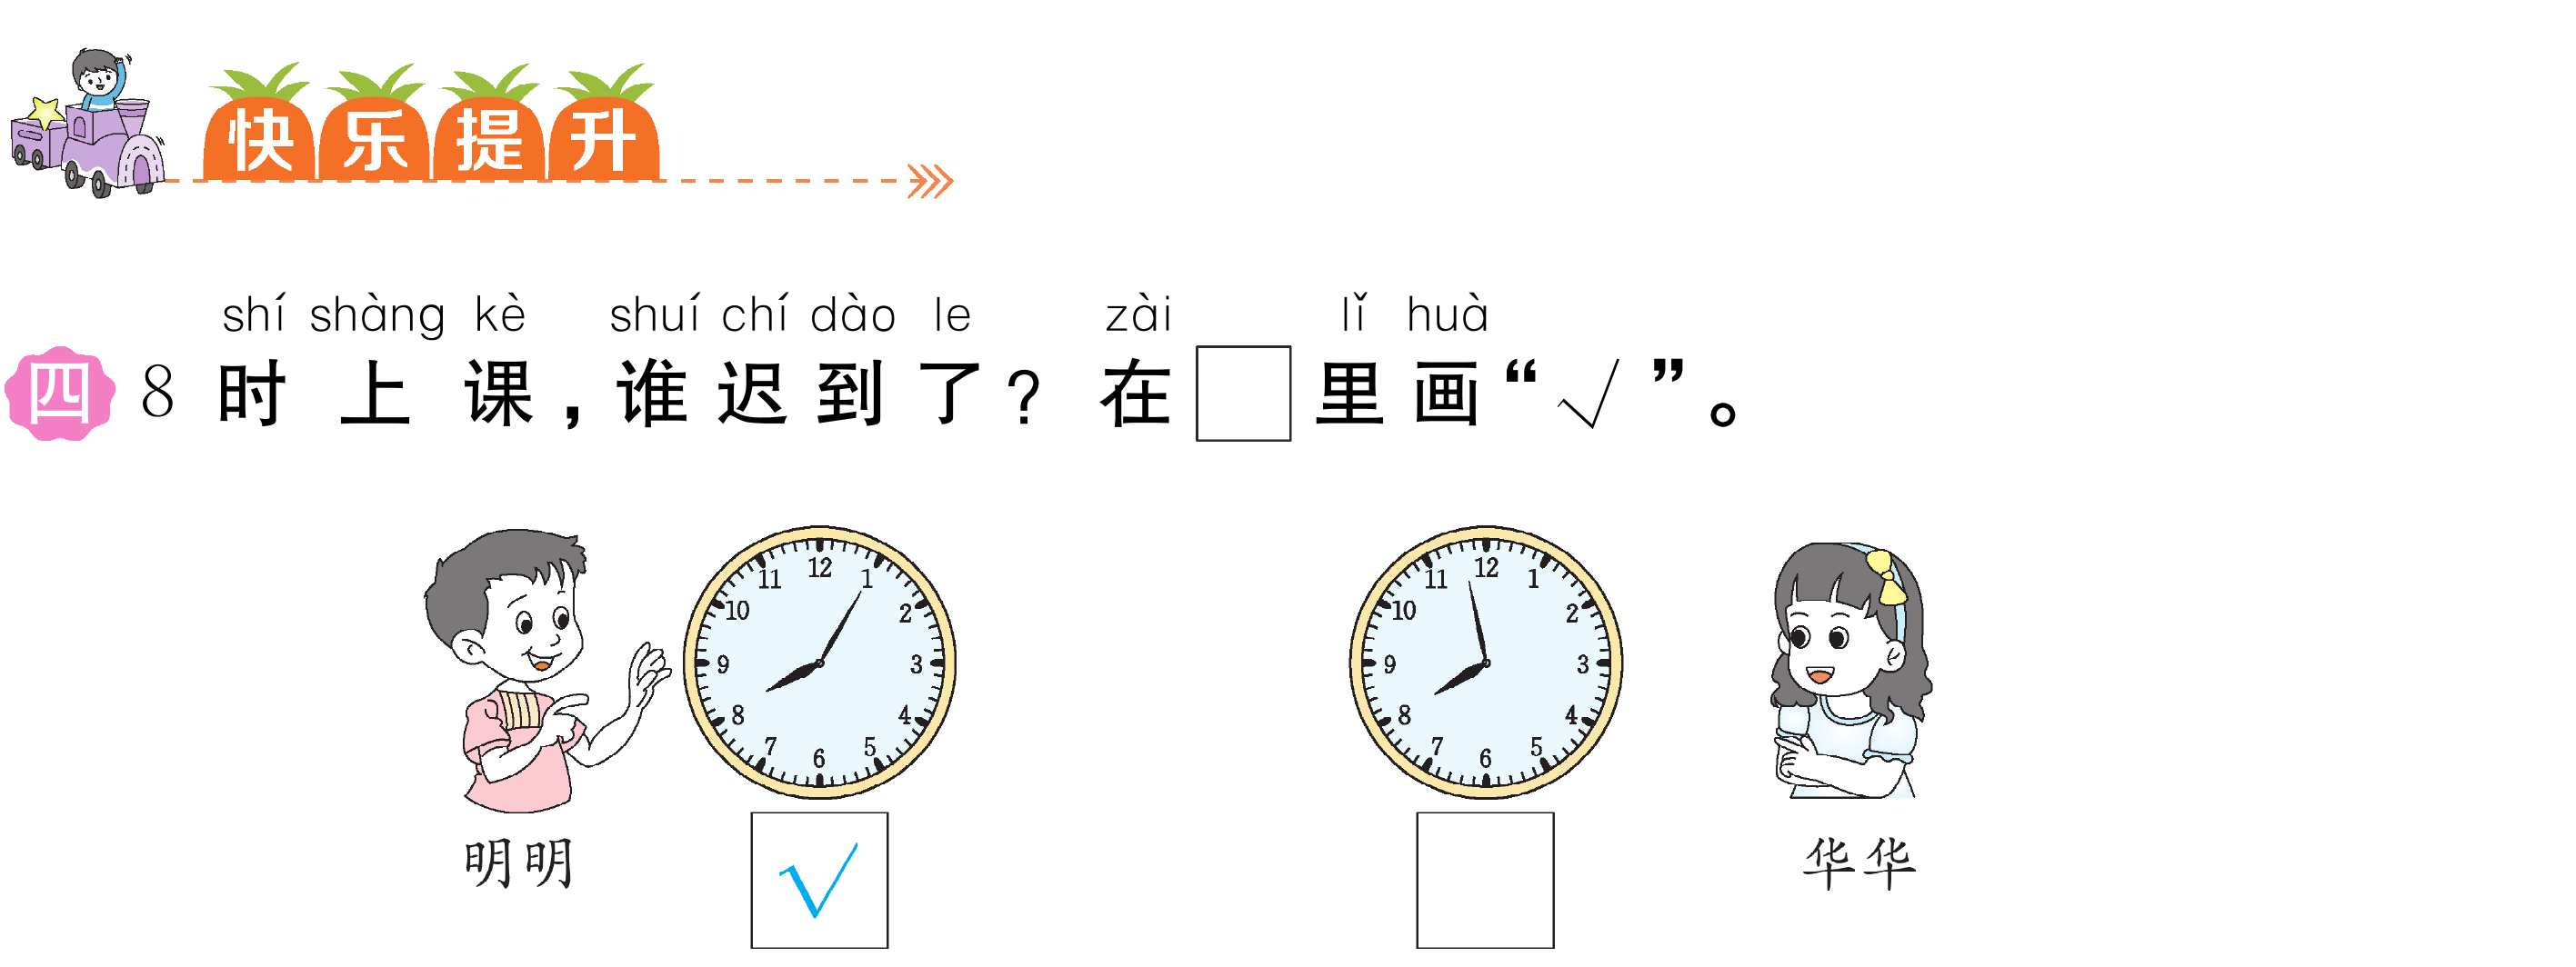 快乐提升
shí shàng kè shuí chí dào le zài lǐ huà
四 8 时上课，谁迟到了？在□里画“√”。
12 1 2 3 4 5 6 7 8 9 10 11
12 1 2 3 4 5 6 7 8 9 10 11
明明 √ 华华